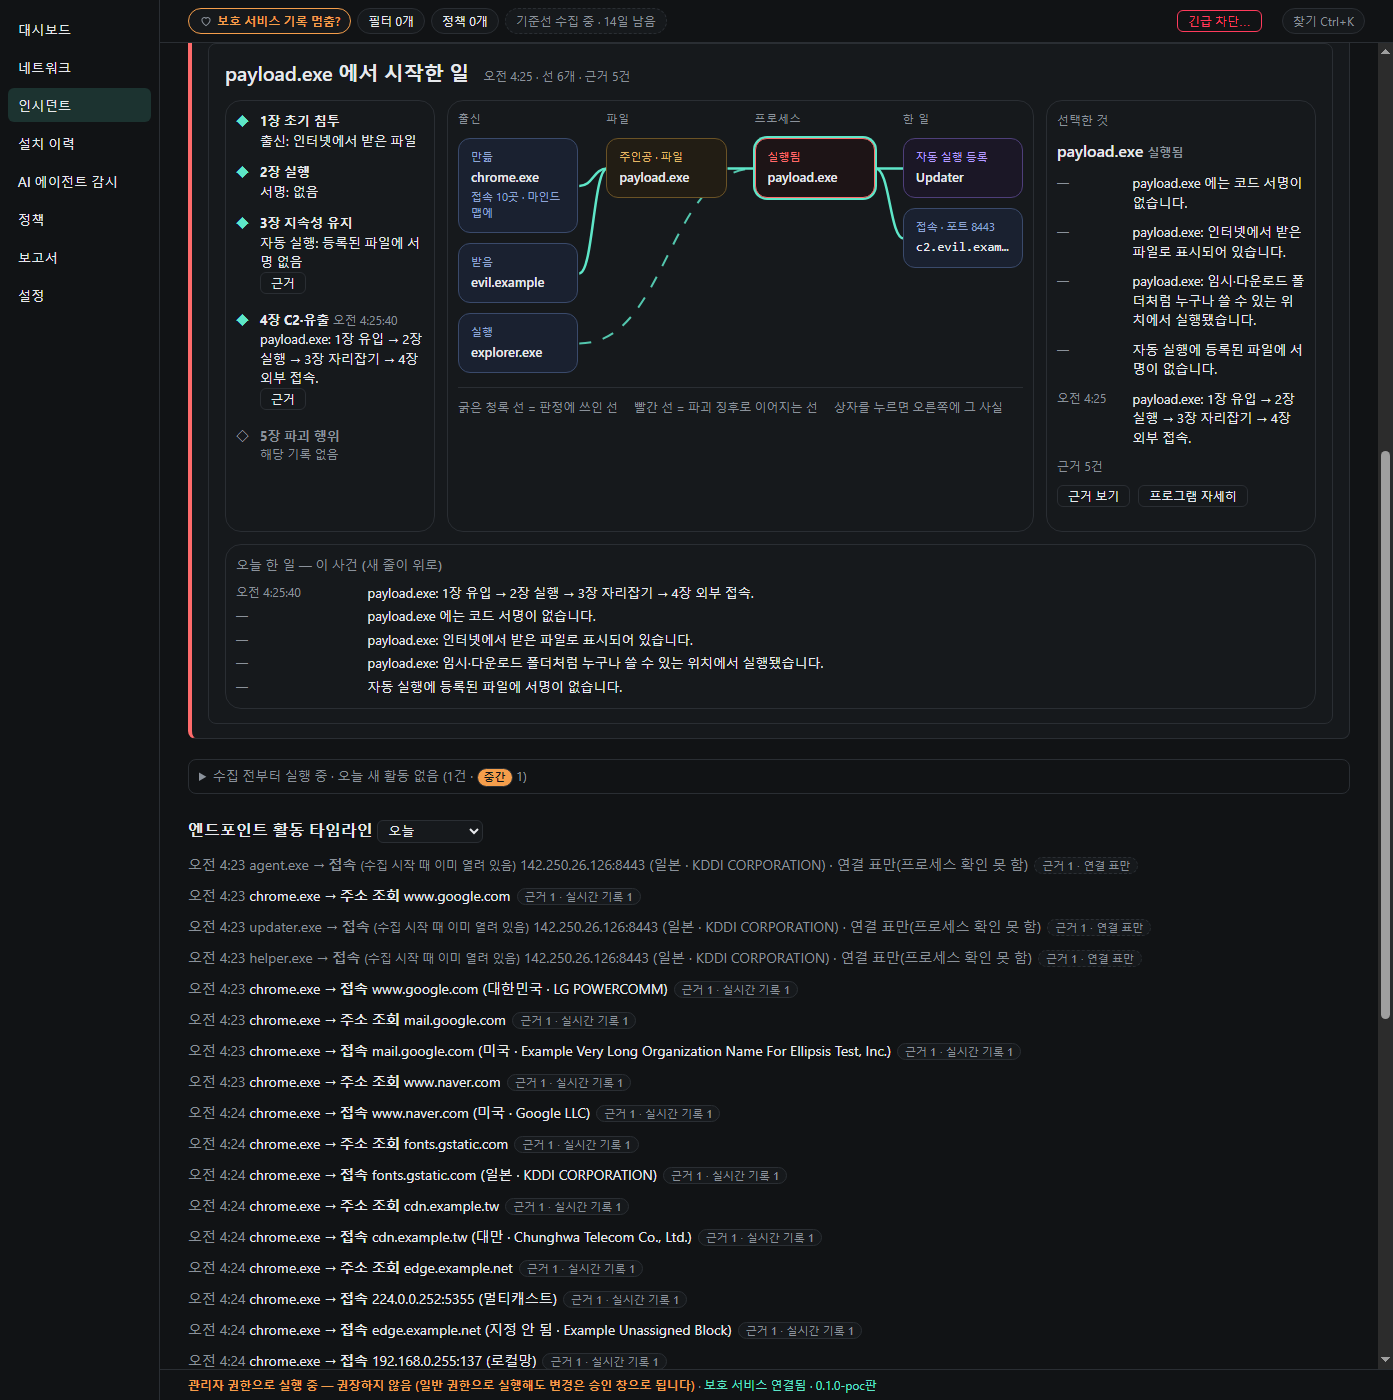 대시보드
네트워크
인시던트
설치 이력
AI 에이전트 감시
정책
보고서
설정
♡ 보호 서비스 기록 멈춤?
필터 0개
정책 0개
기준선 수집 중 · 14일 남음
긴급 차단...
찾기 Ctrl+K
payload.exe 에서 시작한 일
오전 4:25 · 선 6개 · 근거 5건
1장 초기 침투
출신: 인터넷에서 받은 파일
2장 실행
서명: 없음
3장 지속성 유지
자동 실행: 등록된 파일에 서
명 없음
근거
4장 C2·유출 오전 4:25:40
payload.exe: 1장 유입 → 2장
실행 → 3장 자리잡기 → 4장
외부 접속.
근거
5장 파괴 행위
해당 기록 없음
출신
파일
프로세스
한 일
만듦
chrome.exe
접속 10곳 · 마인드
맵에
받음
evil.example
실행
explorer.exe
주인공 · 파일
payload.exe
실행됨
payload.exe
자동 실행 등록
Updater
접속 · 포트 8443
c2.evil.exam…
굵은 청록 선 = 판정에 쓰인 선
빨간 선 = 파괴 징후로 이어지는 선
상자를 누르면 오른쪽에 그 사실
선택한 것
payload.exe 실행됨
— payload.exe 에는 코드 서명이
없습니다.
— payload.exe: 인터넷에서 받은
파일로 표시되어 있습니다.
— payload.exe: 임시·다운로드 폴
더처럼 누구나 쓸 수 있는 위
치에서 실행됐습니다.
— 자동 실행에 등록된 파일에 서
명이 없습니다.
오전 4:25 payload.exe: 1장 유입 → 2장
실행 → 3장 자리잡기 → 4장
외부 접속.
근거 5건
근거 보기
프로그램 자세히
오늘 한 일 — 이 사건 (새 줄이 위로)
오전 4:25:40 payload.exe: 1장 유입 → 2장 실행 → 3장 자리잡기 → 4장 외부 접속.
— payload.exe 에는 코드 서명이 없습니다.
— payload.exe: 인터넷에서 받은 파일로 표시되어 있습니다.
— payload.exe: 임시·다운로드 폴더처럼 누구나 쓸 수 있는 위치에서 실행됐습니다.
— 자동 실행에 등록된 파일에 서명이 없습니다.
▶ 수집 전부터 실행 중 · 오늘 새 활동 없음 (1건 · 중간 1)
엔드포인트 활동 타임라인 오늘
오전 4:23 agent.exe → 접속 (수집 시작 때 이미 열려 있음) 142.250.26.126:8443 (일본 · KDDI CORPORATION) · 연결 표만(프로세스 확인 못 함) 근거 1 · 연결 표만
오전 4:23 chrome.exe → 주소 조회 www.google.com 근거 1 · 실시간 기록 1
오전 4:23 updater.exe → 접속 (수집 시작 때 이미 열려 있음) 142.250.26.126:8443 (일본 · KDDI CORPORATION) · 연결 표만(프로세스 확인 못 함) 근거 1 · 연결 표만
오전 4:23 helper.exe → 접속 (수집 시작 때 이미 열려 있음) 142.250.26.126:8443 (일본 · KDDI CORPORATION) · 연결 표만(프로세스 확인 못 함) 근거 1 · 연결 표만
오전 4:23 chrome.exe → 접속 www.google.com (대한민국 · LG POWERCOMM) 근거 1 · 실시간 기록 1
오전 4:23 chrome.exe → 주소 조회 mail.google.com 근거 1 · 실시간 기록 1
오전 4:23 chrome.exe → 접속 mail.google.com (미국 · Example Very Long Organization Name For Ellipsis Test, Inc.) 근거 1 · 실시간 기록 1
오전 4:23 chrome.exe → 주소 조회 www.naver.com 근거 1 · 실시간 기록 1
오전 4:24 chrome.exe → 접속 www.naver.com (미국 · Google LLC) 근거 1 · 실시간 기록 1
오전 4:24 chrome.exe → 주소 조회 fonts.gstatic.com 근거 1 · 실시간 기록 1
오전 4:24 chrome.exe → 접속 fonts.gstatic.com (일본 · KDDI CORPORATION) 근거 1 · 실시간 기록 1
오전 4:24 chrome.exe → 주소 조회 cdn.example.tw 근거 1 · 실시간 기록 1
오전 4:24 chrome.exe → 접속 cdn.example.tw (대만 · Chunghwa Telecom Co., Ltd.) 근거 1 · 실시간 기록 1
오전 4:24 chrome.exe → 주소 조회 edge.example.net 근거 1 · 실시간 기록 1
오전 4:24 chrome.exe → 접속 224.0.0.252:5355 (멀티캐스트) 근거 1 · 실시간 기록 1
오전 4:24 chrome.exe → 접속 edge.example.net (지정 안 됨 · Example Unassigned Block) 근거 1 · 실시간 기록 1
오전 4:24 chrome.exe → 접속 192.168.0.255:137 (로컬망) 근거 1 · 실시간 기록 1
관리자 권한으로 실행 중 — 권장하지 않음 (일반 권한으로 실행해도 변경은 승인 창으로 됩니다) · 보호 서비스 연결됨 · 0.1.0-poc판